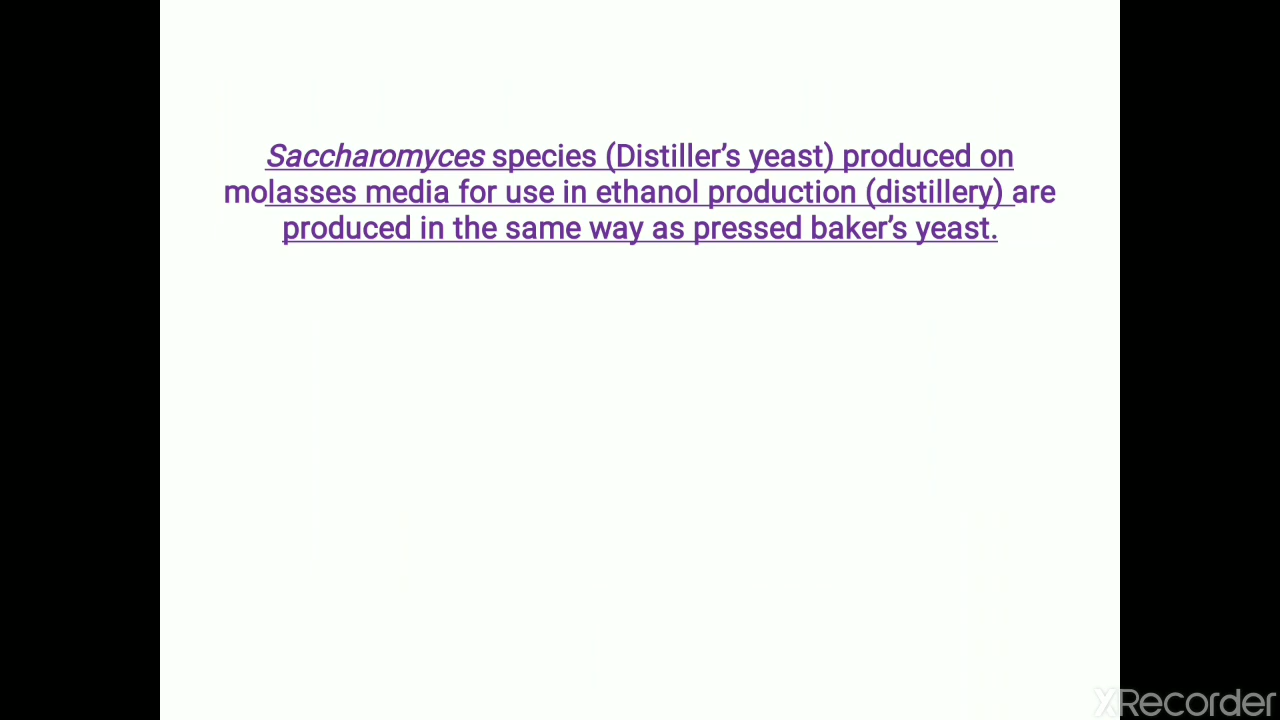 Saccharomyces species (Distiller’s yeast) produced on
molasses media for use in ethanol production (distillery) are
produced in the same way as pressed baker’s yeast.
XRecorder